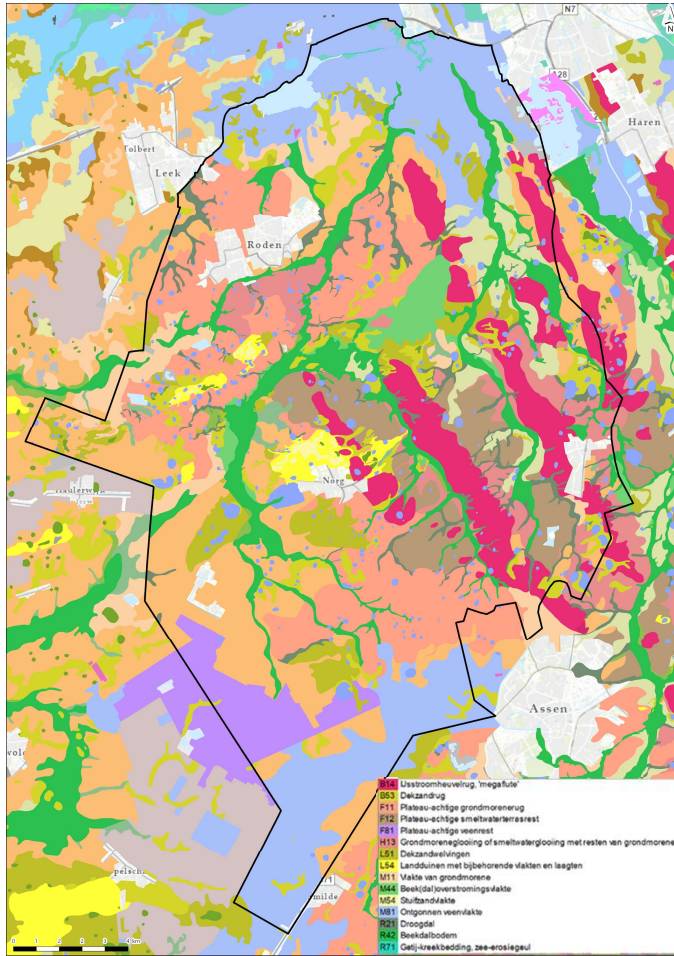 N7
N
A28
Haren
Tolbert
Leek
Roden
Norg
Haulerwijk
Assen
0 1 2 3 4 km
B14 IJsstroomheuvelrug, 'megaflute'
B53 Dekzandrug
F11 Plateau-achtige grondmorenerug
F12 Plateau-achtige smeltwaterterrasrest
F81 Plateau-achtige veenrest
H13 Grondmoreneglooiing of smeltwaterglooiing met resten van grondmorene
L51 Dekzandwelvingen
L54 Landduinen met bijbehorende vlakten en laagten
M11 Vlakte van grondmorene
M44 Beek(dal)overstromingsvlakte
M54 Stuifzandvlakte
M81 Ontgonnen veenvlakte
R21 Droogdal
R42 Beekdalbodem
R71 Getij-kreekbedding, zee-erosiegeul